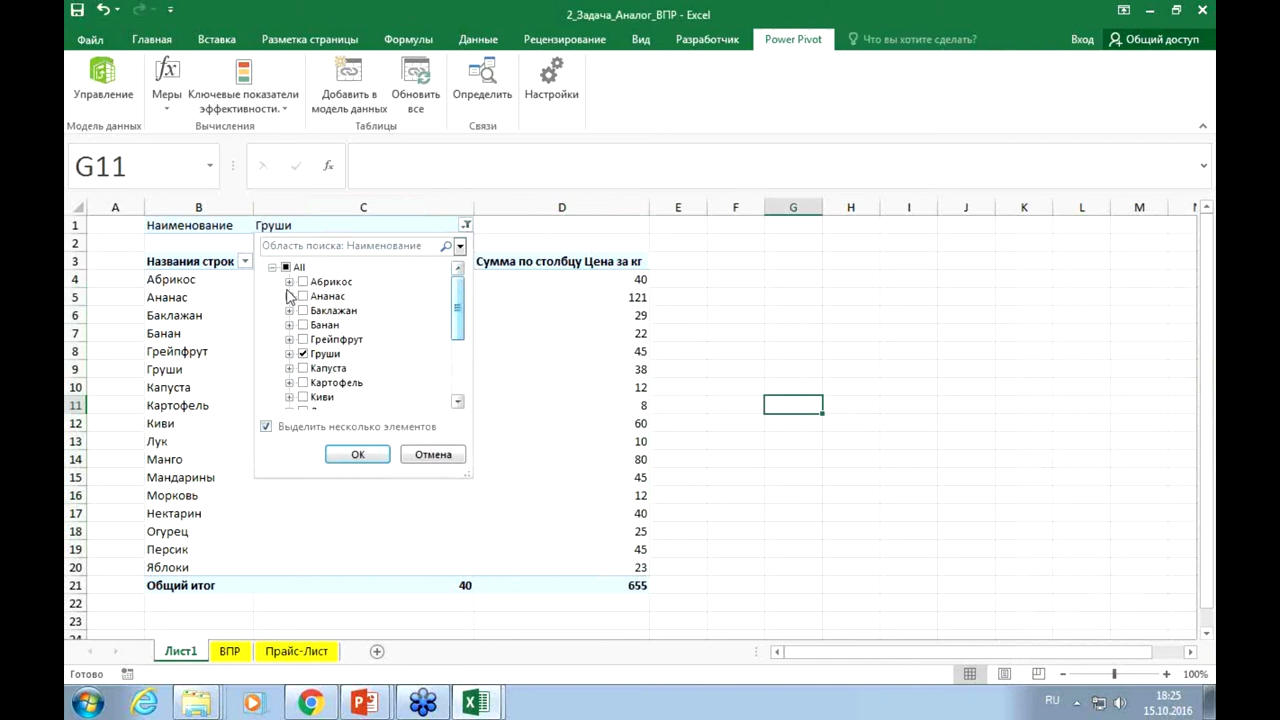 2_Задача_Аналог_ВПР - Excel
Файл Главная Вставка Разметка страницы Формулы Данные Рецензирование Вид Разработчик Power Pivot Что вы хотите сделать? Вход Общий доступ
Управление
Меры
Ключевые показатели эффективности.
Добавить в модель данных
Обновить все
Определить
Настройки
Модель данных Вычисления Таблицы Связи
G11
fx
A B C D E F G H I J K L M
1 Наименование Груши
2
3 Названия строк Сумма по столбцу Цена за кг
4 Абрикос 40
5 Ананас 121
6 Баклажан 29
7 Банан 22
8 Грейпфрут 45
9 Груши 38
10 Капуста 12
11 Картофель 8
12 Киви 60
13 Лук 10
14 Манго 80
15 Мандарины 45
16 Морковь 12
17 Нектарин 40
18 Огурец 25
19 Персик 45
20 Яблоки 23
21 Общий итог 40 655
22
23
24
Область поиска: Наименование
All
Абрикос
Ананас
Баклажан
Банан
Грейпфрут
Груши
Капуста
Картофель
Киви
Выделить несколько элементов
ОК Отмена
Лист1 ВПР Прайс-Лист
Готово 100%
RU 18:25
15.10.2016